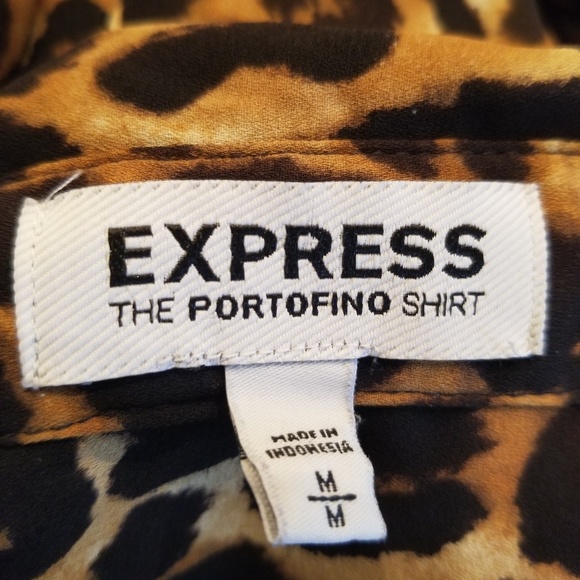 EXPRESS
THE PORTOFINO SHIRT
MADE IN
INDONESIA
M
M